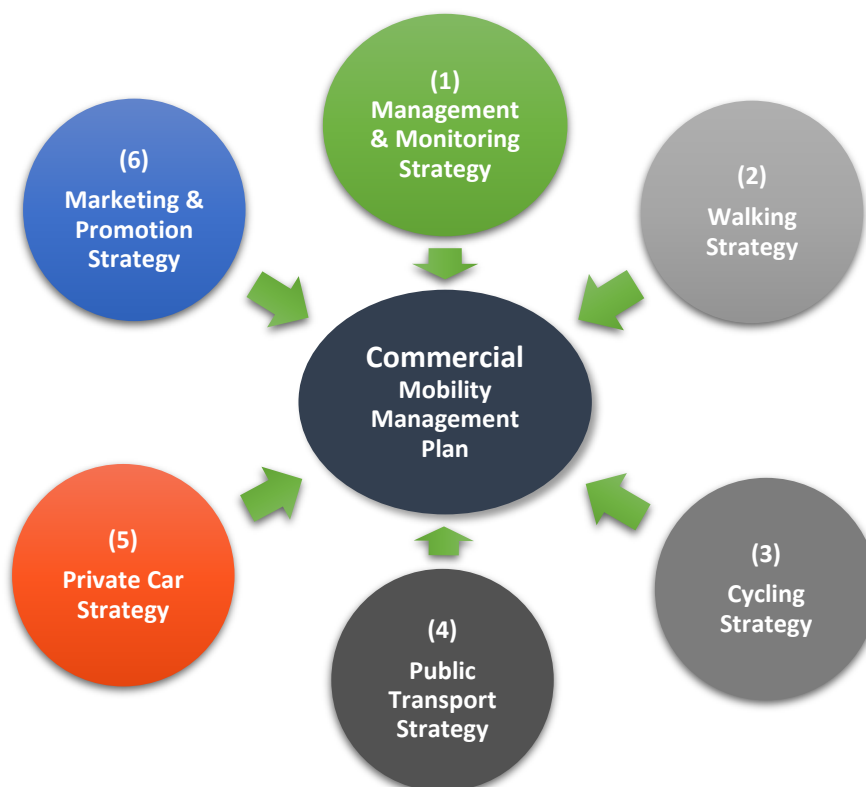 (1)
Management
& Monitoring
Strategy
(2)
Walking
Strategy
(3)
Cycling
Strategy
(4)
Public
Transport
Strategy
(5)
Private Car
Strategy
(6)
Marketing &
Promotion
Strategy
Commercial
Mobility
Management
Plan